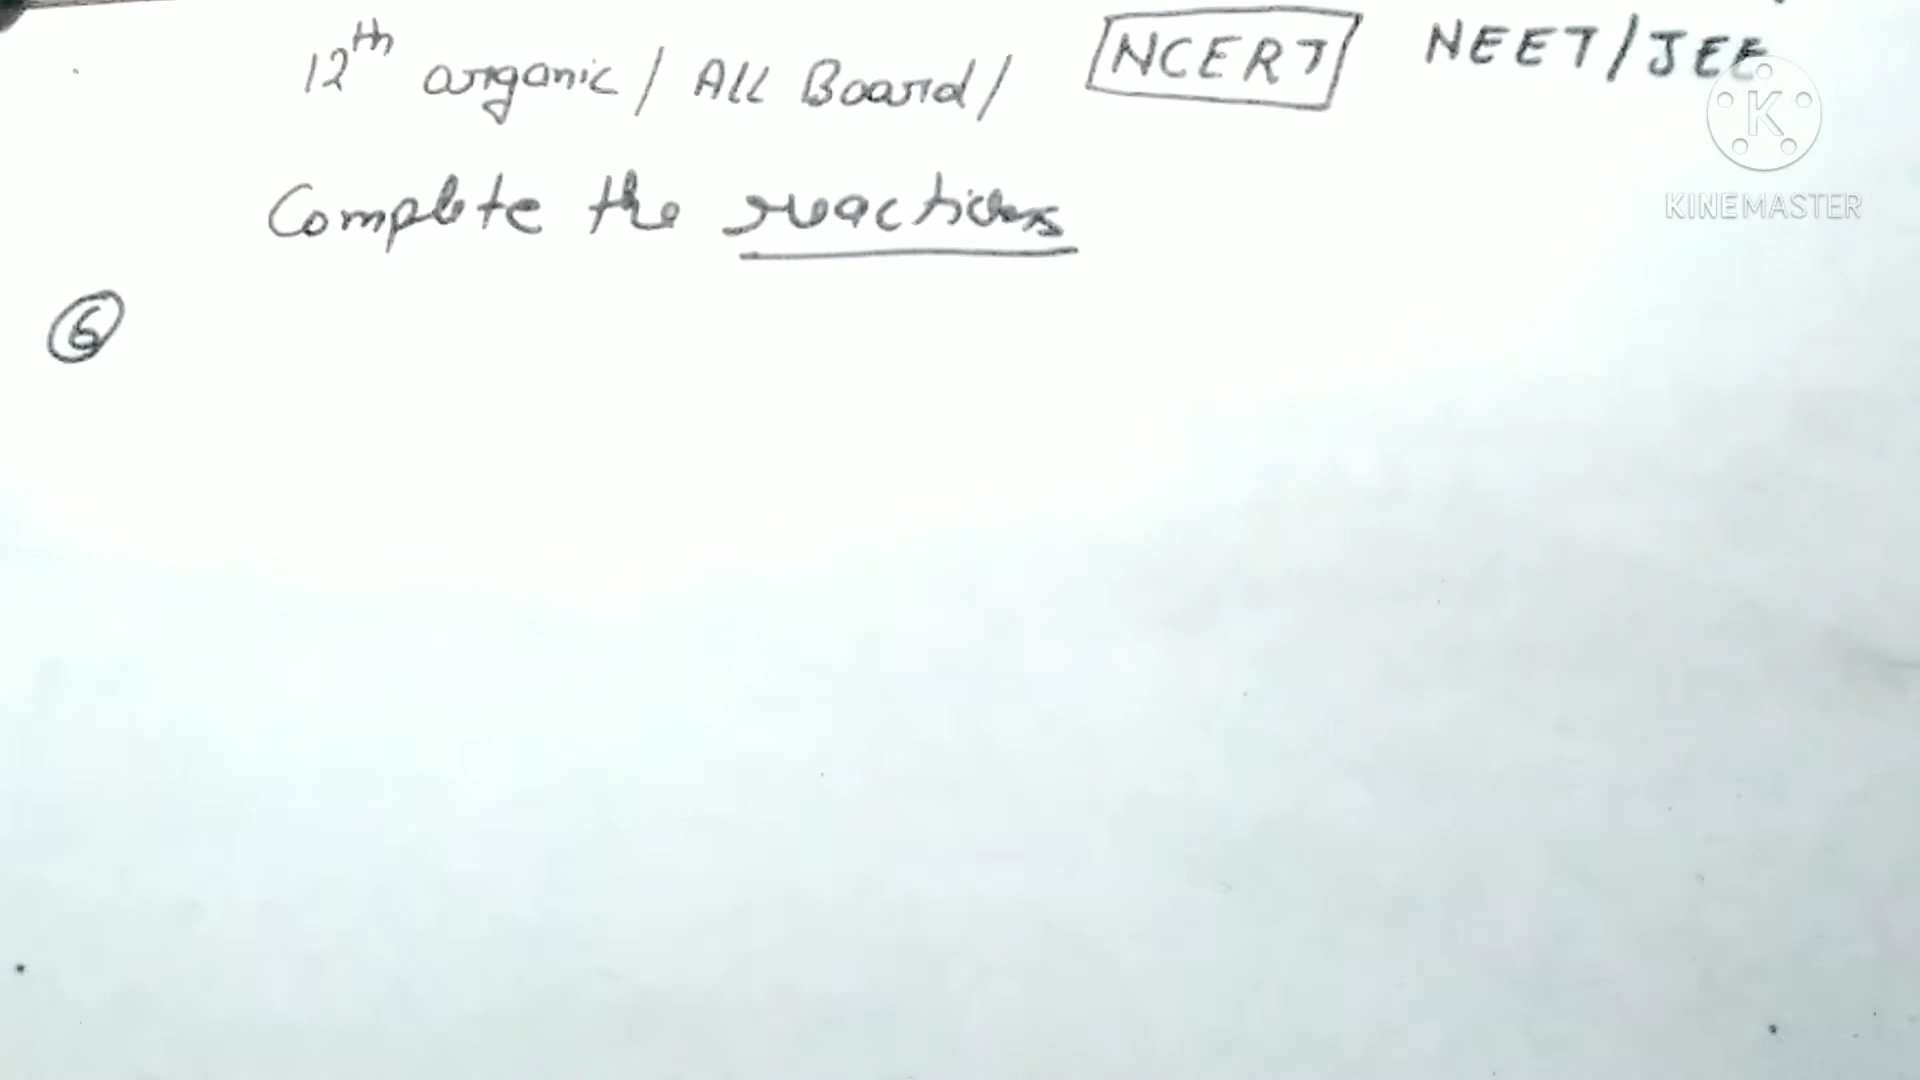 12th organic / All Board / NCERT NEET/JEE
K
KINEMASTER
Complete the reactions
6